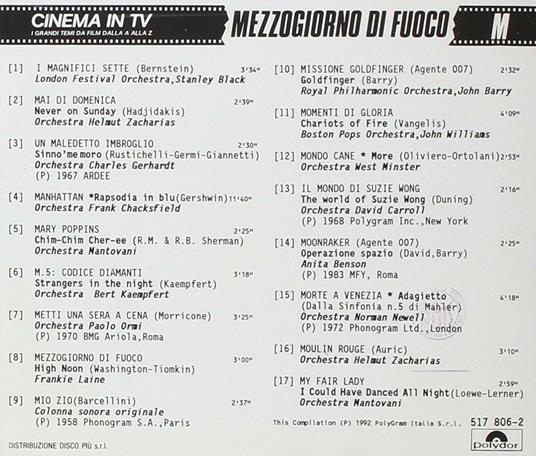 CINEMA IN TV
I GRANDI TEMI DA FILM DALLA A ALLA Z
MEZZOGIORNO DI FUOCO
M
[1] I MAGNIFICI SETTE (Bernstein) 3'34"
London Festival Orchestra,Stanley Black
[2] MAI DI DOMENICA 2'39"
Never on Sunday (Hadjidakis)
Orchestra Helmut Zacharias
[3] UN MALEDETTO IMBROGLIO 2'30"
Sinno'me moro (Rustichelli-Germi-Giannetti)
Orchestra Charles Gerhardt
(P) 1967 ARDEE
[4] MANHATTAN *Rapsodia in blu(Gershwin)11'40"
Orchestra Frank Chacksfield
[5] MARY POPPINS 2'25"
Chim-Chim Cher-ee (R.M. & R.B. Sherman)
Orchestra Mantovani
[6] M.5: CODICE DIAMANTI 3'18"
Strangers in the night (Kaempfert)
Orchestra Bert Kaempfert
[7] METTI UNA SERA A CENA (Morricone) 3'25"
Orchestra Paolo Ormi
(P) 1970 BMG Ariola,Roma
[8] MEZZOGIORNO DI FUOCO 3'00"
High Noon (Washington-Tiomkin)
Frankie Laine
[9] MIO ZIO(Barcellini) 2'37"
Colonna sonora originale
(P) 1958 Phonogram S.A.,Paris
DISTRIBUZIONE DISCO PIÙ s.r.l.
[10] MISSIONE GOLDFINGER (Agente 007) 2'32"
Goldfinger (Barry)
Royal Philharmonic Orchestra,John Barry
[11] MOMENTI DI GLORIA 4'09"
Chariots of Fire (Vangelis)
Boston Pops Orchestra,John Williams
[12] MONDO CANE * More (Oliviero-Ortolani)2'53"
Orchestra West Minster
[13] IL MONDO DI SUZIE WONG 2'16"
The world of Suzie Wong (Duning)
Orchestra David Carroll
(P) 1968 Polygram Inc.,New York
[14] MOONRAKER (Agente 007) 2'25"
Operazione spazio (David,Barry)
Anita Benson
(P) 1983 MFY, Roma
[15] MORTE A VENEZIA * Adagietto 4'18"
(Dalla Sinfonia n.5 di Mahler)
Orchestra Norman Newell
(P) 1972 Phonogram Ltd.,London
[16] MOULIN ROUGE (Auric) 3'10"
Orchestra Helmut Zacharias
[17] MY FAIR LADY 2'59"
I Could Have Danced All Night(Loewe-Lerner)
Orchestra Mantovani
This Compilation (P) 1992 PolyGram Italia S.r.l. 517 806-2
polydor